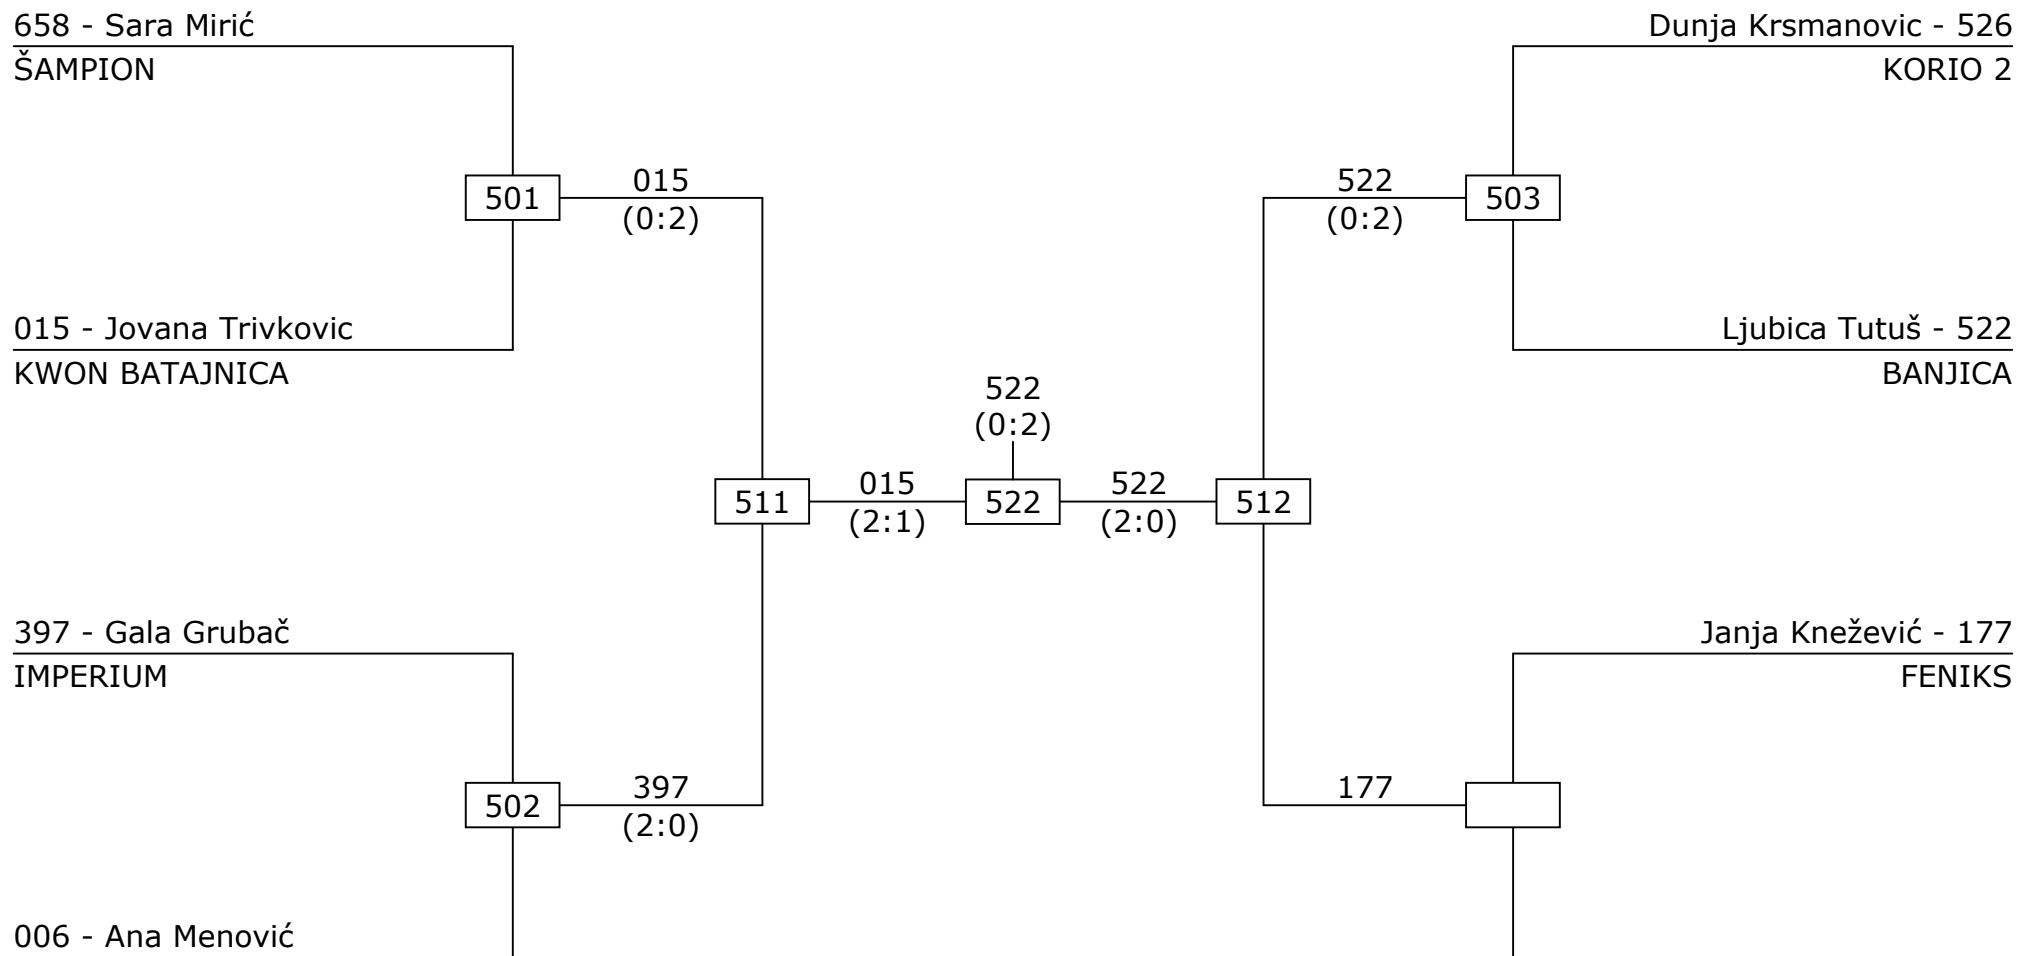 658 - Sara Mirić
ŠAMPION
Dunja Krsmanovic - 526
KORIO 2
501
015
(0:2)
522
(0:2)
503
015 - Jovana Trivkovic
KWON BATAJNICA
Ljubica Tutuš - 522
BANJICA
522
(0:2)
511
015
(2:1)
522
522
(2:0)
512
397 - Gala Grubač
IMPERIUM
Janja Knežević - 177
FENIKS
502
397
(2:0)
177
006 - Ana Menović